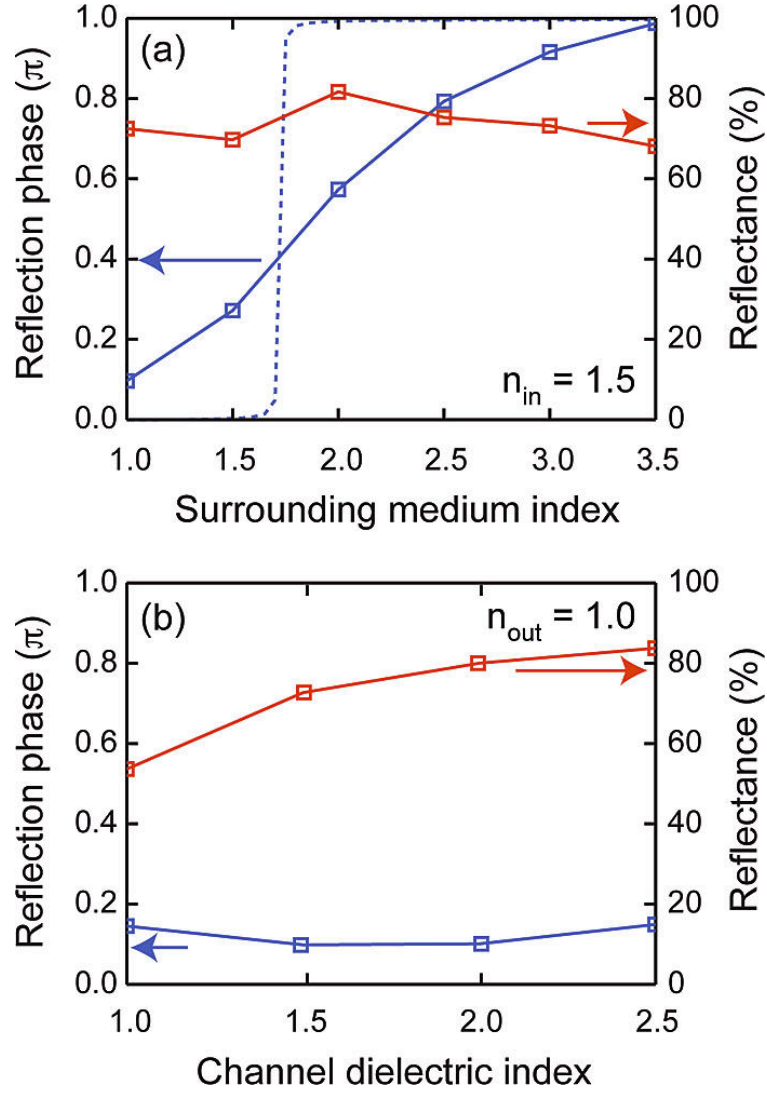 (a)
Reflection phase (π)
1.0
0.8
0.6
0.4
0.2
0.0
100
80
60
40
20
0
Reflectance (%)
n_in = 1.5
1.0 1.5 2.0 2.5 3.0 3.5
Surrounding medium index
(b)
Reflection phase (π)
1.0
0.8
0.6
0.4
0.2
0.0
n_out = 1.0
100
80
60
40
20
0
Reflectance (%)
1.0 1.5 2.0 2.5
Channel dielectric index